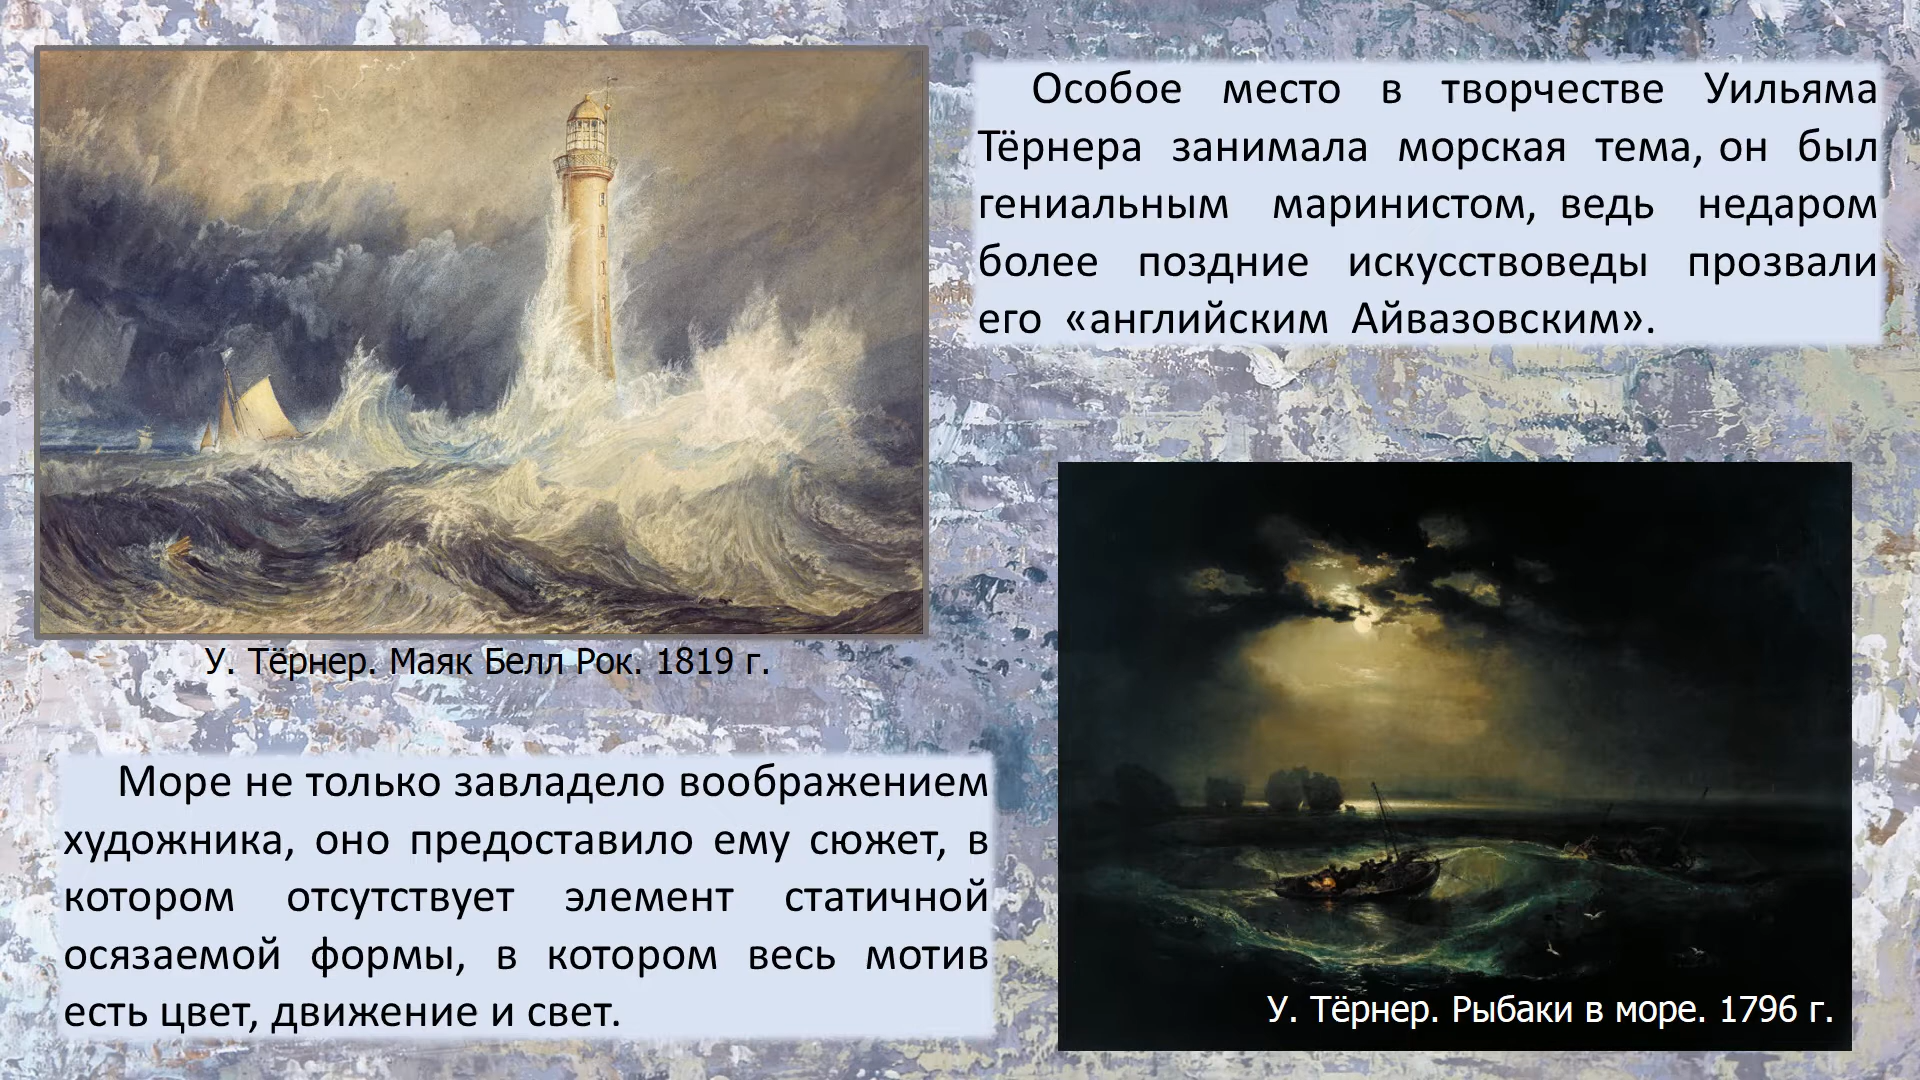 Особое место в творчестве Уильяма
Тёрнера занимала морская тема, он был
гениальным маринистом, ведь недаром
более поздние искусствоведы прозвали
его «английским Айвазовским».
У. Тёрнер. Маяк Белл Рок. 1819 г.
Море не только завладело воображением
художника, оно предоставило ему сюжет, в
котором отсутствует элемент статичной
осязаемой формы, в котором весь мотив
есть цвет, движение и свет.
У. Тёрнер. Рыбаки в море. 1796 г.